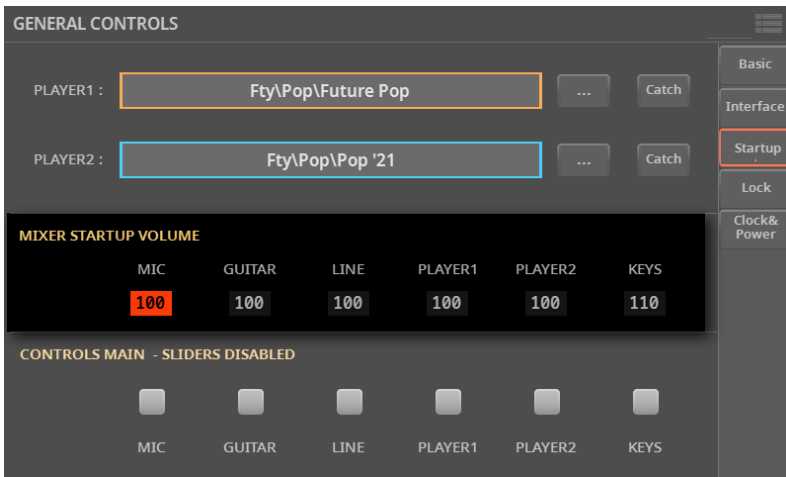 GENERAL CONTROLS
Basic
Interface
Startup
Lock
Clock&
Power
PLAYER1 : Fty\Pop\Future Pop ... Catch
PLAYER2 : Fty\Pop\Pop '21 ... Catch
MIXER STARTUP VOLUME
MIC GUITAR LINE PLAYER1 PLAYER2 KEYS
100 100 100 100 100 110
CONTROLS MAIN - SLIDERS DISABLED
MIC GUITAR LINE PLAYER1 PLAYER2 KEYS